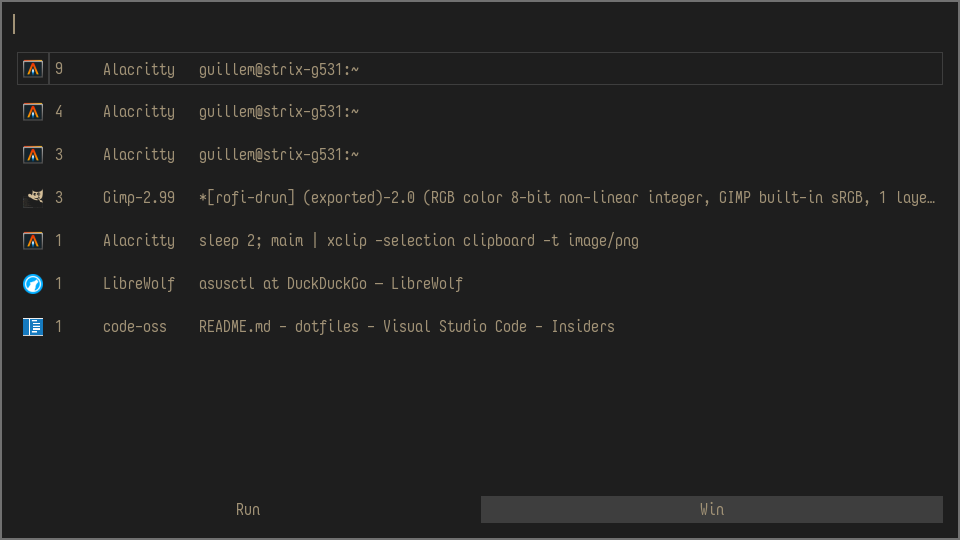 9 Alacritty guillem@strix-g531:~
4 Alacritty guillem@strix-g531:~
3 Alacritty guillem@strix-g531:~
3 Gimp-2.99 *[rofi-drun] (exported)-2.0 (RGB color 8-bit non-linear integer, GIMP built-in sRGB, 1 laye…
1 Alacritty sleep 2; maim | xclip -selection clipboard -t image/png
1 LibreWolf asusctl at DuckDuckGo — LibreWolf
1 code-oss README.md - dotfiles - Visual Studio Code - Insiders
Run Win